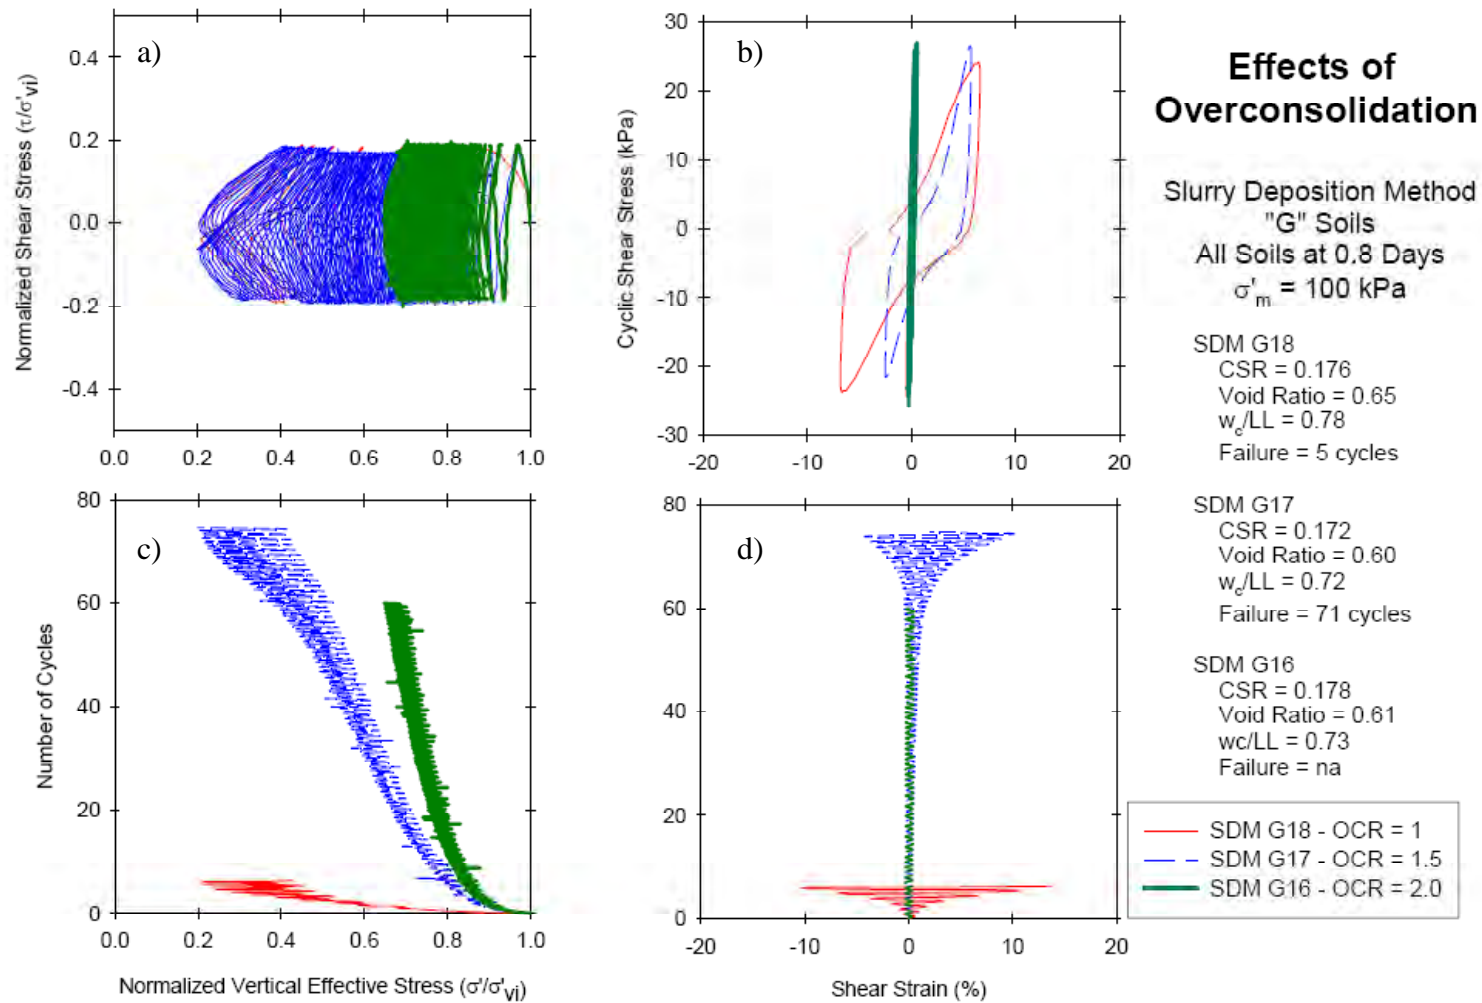 a)
0.4
0.2
0.0
-0.2
-0.4
0.0
0.2
0.4
0.6
0.8
1.0
Normalized Shear Stress (τ/σ'vi)
b)
30
20
10
0
-10
-20
-30
-20
-10
0
10
20
Cyclic Shear Stress (kPa)
Effects of
Overconsolidation
Slurry Deposition Method
"G" Soils
All Soils at 0.8 Days
σ'm = 100 kPa
SDM G18
CSR = 0.176
Void Ratio = 0.65
wc/LL = 0.78
Failure = 5 cycles
SDM G17
CSR = 0.172
Void Ratio = 0.60
wc/LL = 0.72
Failure = 71 cycles
SDM G16
CSR = 0.178
Void Ratio = 0.61
wc/LL = 0.73
Failure = na
SDM G18 - OCR = 1
SDM G17 - OCR = 1.5
SDM G16 - OCR = 2.0
c)
80
60
40
20
0
0.0
0.2
0.4
0.6
0.8
1.0
Number of Cycles
Normalized Vertical Effective Stress (σ'/σ'vi)
d)
80
60
40
20
0
-20
-10
0
10
20
Shear Strain (%)